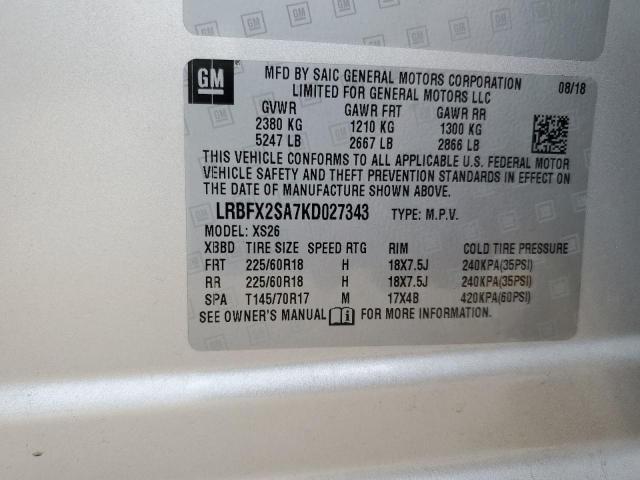 GM
MFD BY SAIC GENERAL MOTORS CORPORATION
LIMITED FOR GENERAL MOTORS LLC
08/18
GVWR GAWR FRT GAWR RR
2380 KG 1210 KG 1300 KG
5247 LB 2667 LB 2866 LB
THIS VEHICLE CONFORMS TO ALL APPLICABLE U.S. FEDERAL MOTOR
VEHICLE SAFETY AND THEFT PREVENTION STANDARDS IN EFFECT ON
THE DATE OF MANUFACTURE SHOWN ABOVE.
LRBFX2SA7KD027343 TYPE: M.P.V.
MODEL: XS26
XBBD TIRE SIZE SPEED RTG RIM COLD TIRE PRESSURE
FRT 225/60R18 H 18X7.5J 240KPA(35PSI)
RR 225/60R18 H 18X7.5J 240KPA(35PSI)
SPA T145/70R17 M 17X4B 420KPA(60PSI)
SEE OWNER'S MANUAL i FOR MORE INFORMATION.